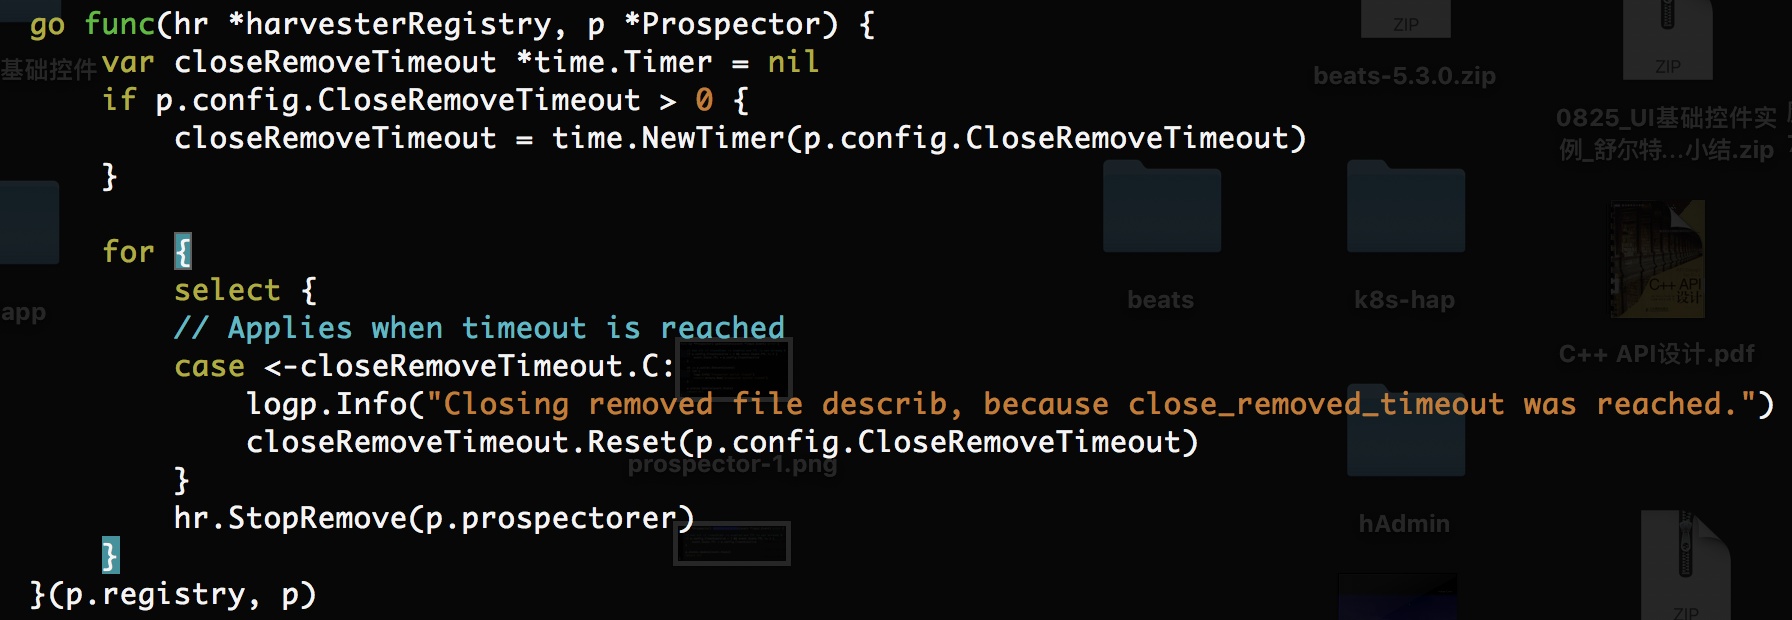 go func(hr *harvesterRegistry, p *Prospector) {
var closeRemoveTimeout *time.Timer = nil
if p.config.CloseRemoveTimeout > 0 {
closeRemoveTimeout = time.NewTimer(p.config.CloseRemoveTimeout)
}
for {
select {
// Applies when timeout is reached
case <-closeRemoveTimeout.C:
logp.Info("Closing removed file describ, because close_removed_timeout was reached.")
closeRemoveTimeout.Reset(p.config.CloseRemoveTimeout)
}
hr.StopRemove(p.prospectorer)
}
}(p.registry, p)
基础控件
app
ZIP
beats-5.3.0.zip
ZIP
0825_UI基础控件实
例_舒尔特...小结.zip
beats
k8s-hap
C++ API
设计
C++ API设计.pdf
prospector-1.png
hAdmin
ZIP